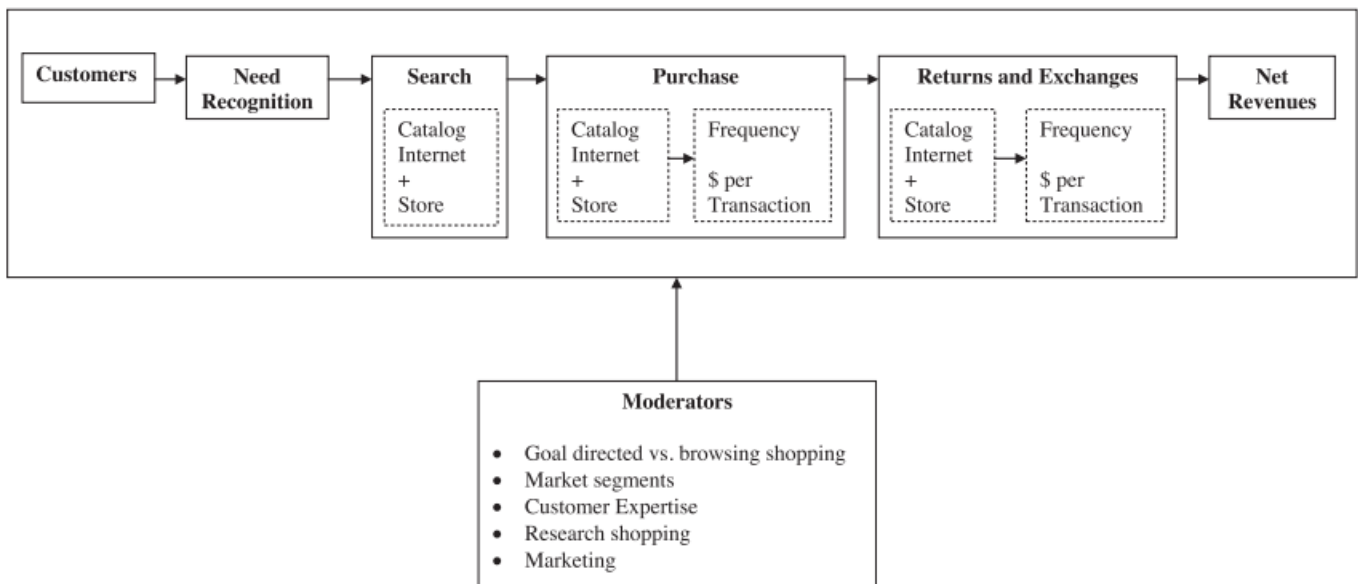 Customers
Need
Recognition
Search
Catalog
Internet
+
Store
Purchase
Catalog
Internet
+
Store
Frequency
$ per
Transaction
Returns and Exchanges
Catalog
Internet
+
Store
Frequency
$ per
Transaction
Net
Revenues
Moderators
• Goal directed vs. browsing shopping
• Market segments
• Customer Expertise
• Research shopping
• Marketing